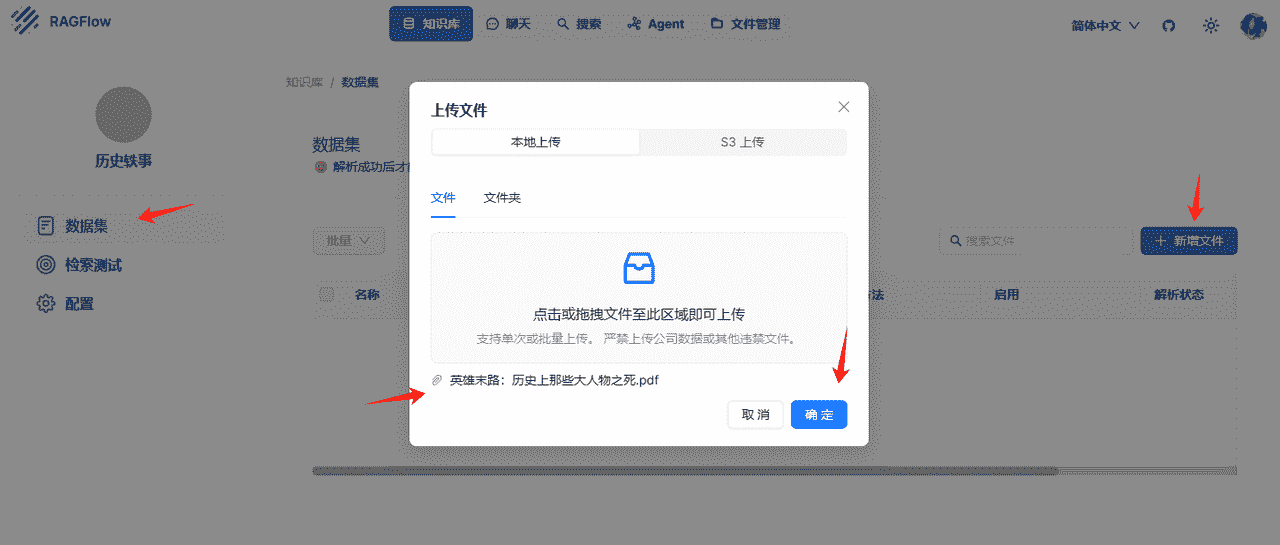 RAGFlow
知识库
聊天
搜索
Agent
文件管理
简体中文
历史轶事
数据集
检索测试
配置
知识库 / 数据集
数据集
解析成功后才
批量
搜索文件
新增文件
名称
法
启用
解析状态
上传文件
本地上传
S3 上传
文件
文件夹
点击或拖拽文件至此区域即可上传
支持单次或批量上传。 严禁上传公司数据或其他违禁文件。
英雄末路：历史上那些大人物之死.pdf
取 消
确 定